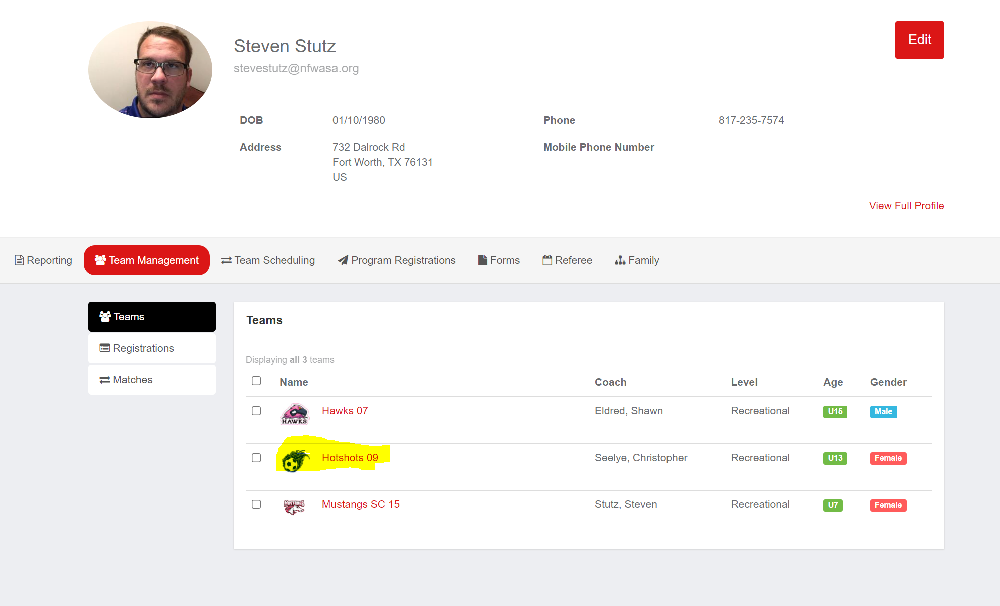 Steven Stutz
Edit
stevestutz@nfwasa.org
DOB 01/10/1980 Phone 817-235-7574
Address 732 Dalrock Rd Mobile Phone Number
Fort Worth, TX 76131
US
View Full Profile
Reporting Team Management Team Scheduling Program Registrations Forms Referee Family
Teams
Registrations
Matches
Teams
Displaying all 3 teams
Name Coach Level Age Gender
HAWKS Hawks 07 Eldred, Shawn Recreational U15 Male
Hotshots 09 Seelye, Christopher Recreational U13 Female
MUSTANGS Mustangs SC 15 Stutz, Steven Recreational U7 Female